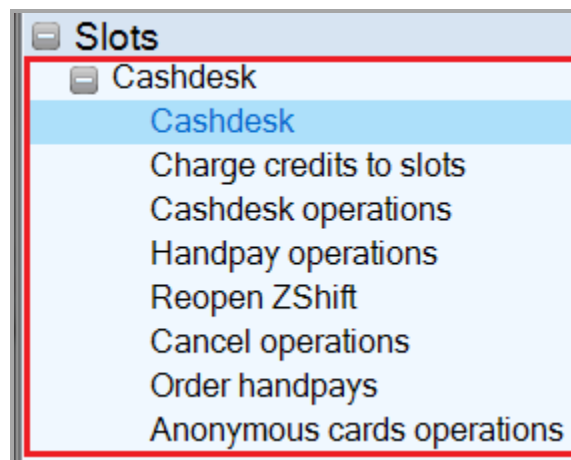 Slots
Cashdesk
Cashdesk
Charge credits to slots
Cashdesk operations
Handpay operations
Reopen ZShift
Cancel operations
Order handpays
Anonymous cards operations